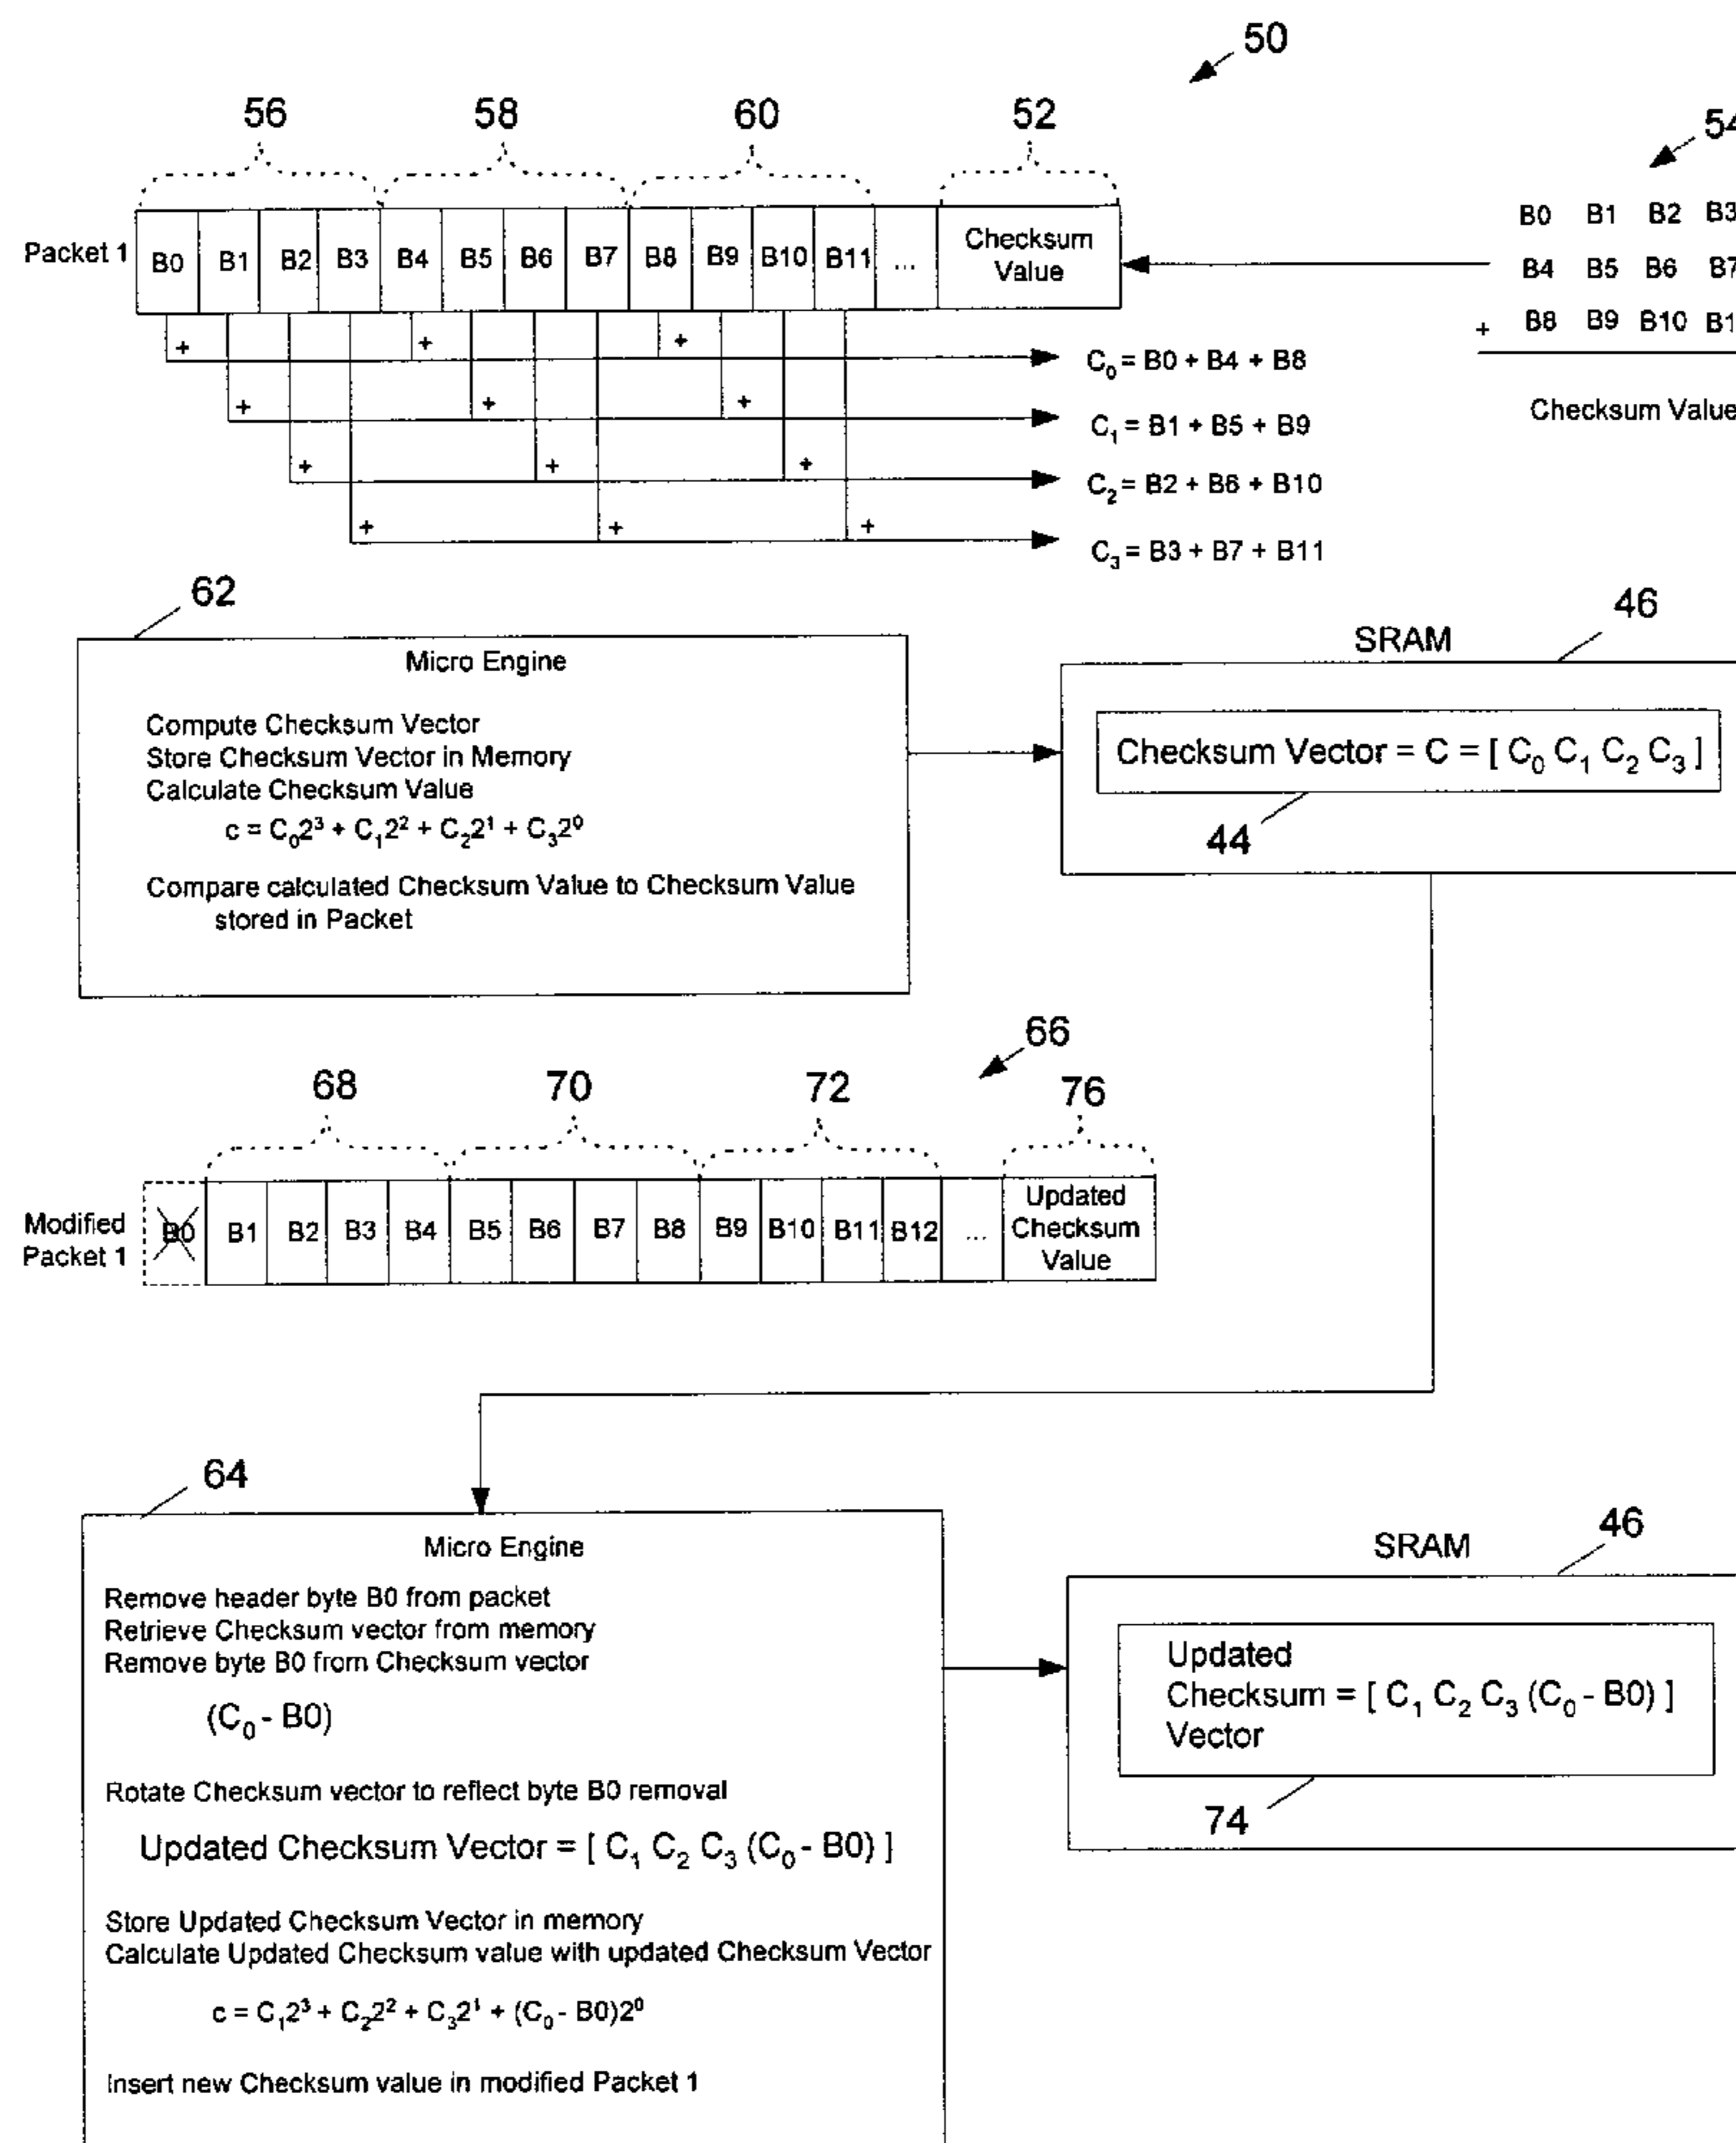 50
56 58 60 52
54
Packet 1 B0 B1 B2 B3 B4 B5 B6 B7 B8 B9 B10 B11 ... Checksum Value
B0 B1 B2 B3
B4 B5 B6 B7
+ B8 B9 B10
Checksum Value
+ + +
C₀ = B0 + B4 + B8
+ + +
C₁ = B1 + B5 + B9
+ + +
C₂ = B2 + B6 + B10
+ + +
C₃ = B3 + B7 + B11
62
Micro Engine
Compute Checksum Vector
Store Checksum Vector in Memory
Calculate Checksum Value
c = C₀2³ + C₁2² + C₂2¹ + C₃2⁰
Compare calculated Checksum Value to Checksum Value
stored in Packet
46
SRAM
Checksum Vector = C = [ C₀ C₁ C₂ C₃ ]
44
66
68 70 72 76
Modified
Packet 1
B0 B1 B2 B3 B4 B5 B6 B7 B8 B9 B10 B11 B12 ...
Updated
Checksum
Value
64
Micro Engine
Remove header byte B0 from packet
Retrieve Checksum vector from memory
Remove byte B0 from Checksum vector
(C₀ - B0)
Rotate Checksum vector to reflect byte B0 removal
Updated Checksum Vector = [ C₁ C₂ C₃ (C₀ - B0) ]
Store Updated Checksum Vector in memory
Calculate Updated Checksum value with updated Checksum Vector
c = C₁2³ + C₂2² + C₃2¹ + (C₀ - B0)2⁰
Insert new Checksum value in modified Packet 1
46
SRAM
Updated
Checksum = [ C₁ C₂ C₃ (C₀ - B0) ]
Vector
74